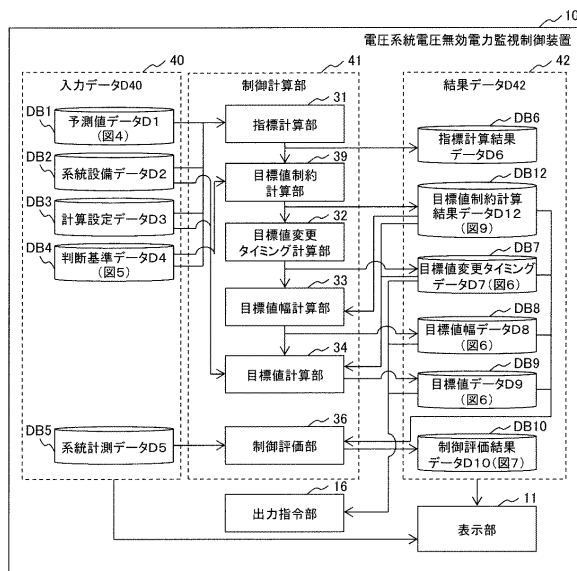 10
電圧系統電圧無効電力監視制御装置
40
入力データD40
DB1
予測値データD1
(図4)
DB2
系統設備データD2
DB3
計算設定データD3
DB4
判断基準データD4
(図5)
DB5
系統計測データD5
41
制御計算部
31
指標計算部
39
目標値制約
計算部
32
目標値変更
タイミング計算部
33
目標値幅計算部
34
目標値計算部
36
制御評価部
16
出力指令部
42
結果データD42
DB6
指標計算結果
データD6
DB12
目標値制約計算
結果データD12
(図9)
DB7
目標値変更タイミング
データD7(図6)
DB8
目標値幅データD8
(図6)
DB9
目標値データD9
(図6)
DB10
制御評価結果
データD10(図7)
11
表示部